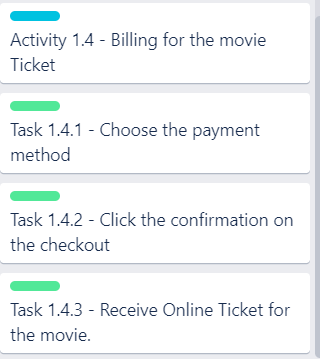 Activity 1.4 - Billing for the movie
Ticket
Task 1.4.1 - Choose the payment
method
Task 1.4.2 - Click the confirmation on
the checkout
Task 1.4.3 - Receive Online Ticket for
the movie.